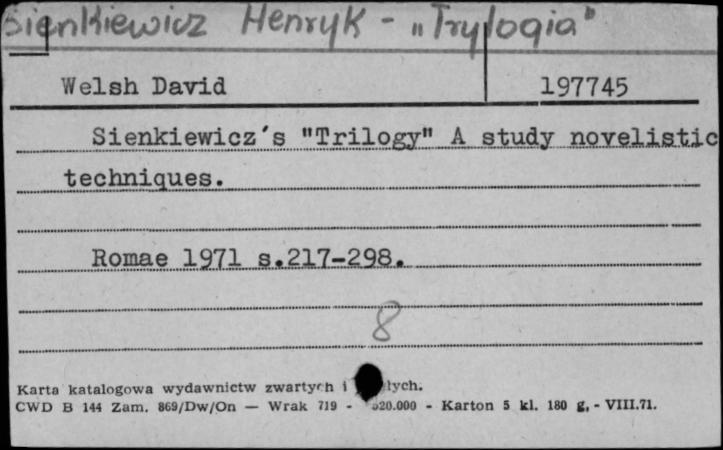 Sienkiewicz Henryk - „Trylogia"
Welsh David 197745
Sienkiewicz´s "Trilogy" A study novelistic
techniques.
Romae 1971 s.217-298.
8
Karta katalogowa wydawnictw zwartych i
CWD B 144 Zam. 869/Dw/On — Wrak 719 - 520.000 - Karton 5 kl. 180 g, - VIII.71.